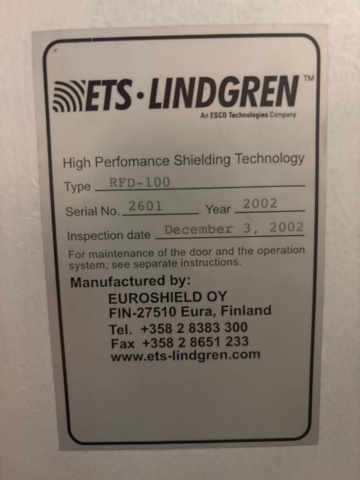 ETS·LINDGREN™
An ESCO Technologies Company
High Perfomance Shielding Technology
Type RFD-100
Serial No. 2601 Year 2002
Inspection date December 3, 2002
For maintenance of the door and the operation
system, see separate instructions.
Manufactured by:
EUROSHIELD OY
FIN-27510 Eura, Finland
Tel. +358 2 8383 300
Fax +358 2 8651 233
www.ets-lindgren.com